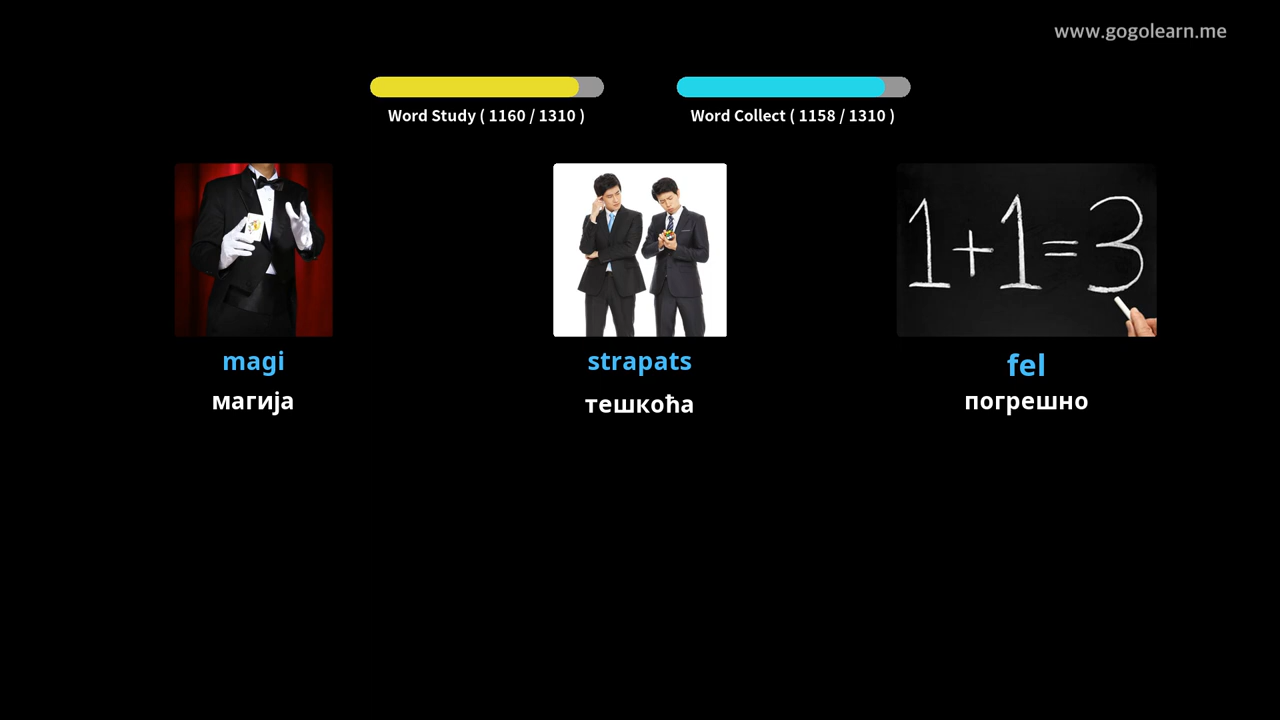 www.gogolearn.me
Word Study ( 1160 / 1310 )
Word Collect ( 1158 / 1310 )
1+1=3
magi
strapats
fel
магија
тешкоћа
погрешно